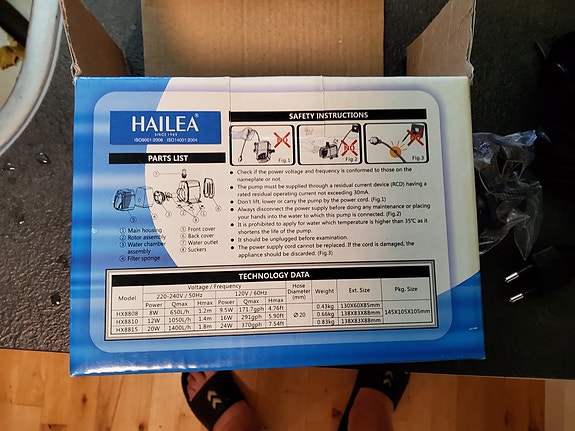 HAILEA®
SINCE 1985
ISO9001:2008 ISO14001:2004
PARTS LIST
① Main housing
② Rotor assembly
③ Water chamber
assembly
④ Filter sponge
⑤ Front cover
⑥ Back cover
⑦ Water outlet
⑧ Suckers
SAFETY INSTRUCTIONS
Fig.1
Fig.2
Fig.3
● Check if the power voltage and frequency is conformed to those on the
nameplate or not.
● The pump must be supplied through a residual current device (RCD) having a
rated residual operating current not exceeding 30mA.
● Don't lift, lower or carry the pump by the power cord. (Fig.1)
● Always disconnect the power supply before doing any maintenance or placing
your hands into the water to which this pump is connected. (Fig.2)
● It is prohibited to apply for water which temperature is higher than 35°C as it
shortens the life of the pump.
● It should be unplugged before examination.
● The power supply cord cannot be replaced. If the cord is damaged, the
appliance should be discarded. (Fig.3)
TECHNOLOGY DATA
Model Voltage / Frequency Hose Diameter (mm) Weight Ext. Size Pkg. Size
220-240V / 50Hz 120V / 60Hz
Power Qmax Hmax Power Qmax Hmax
HX8808 8W 650L/h 1.2m 9.5W 171.7gph 4.76ft Ø 20 0.43kg 130X60X85mm 145X105X105mm
HX8810 12W 1050L/h 1.4m 16W 291gph 5.90ft 0.66kg 138X83X88mm
HX8815 20W 1400L/h 1.8m 24W 370gph 7.54ft 0.83kg 138X83X88mm